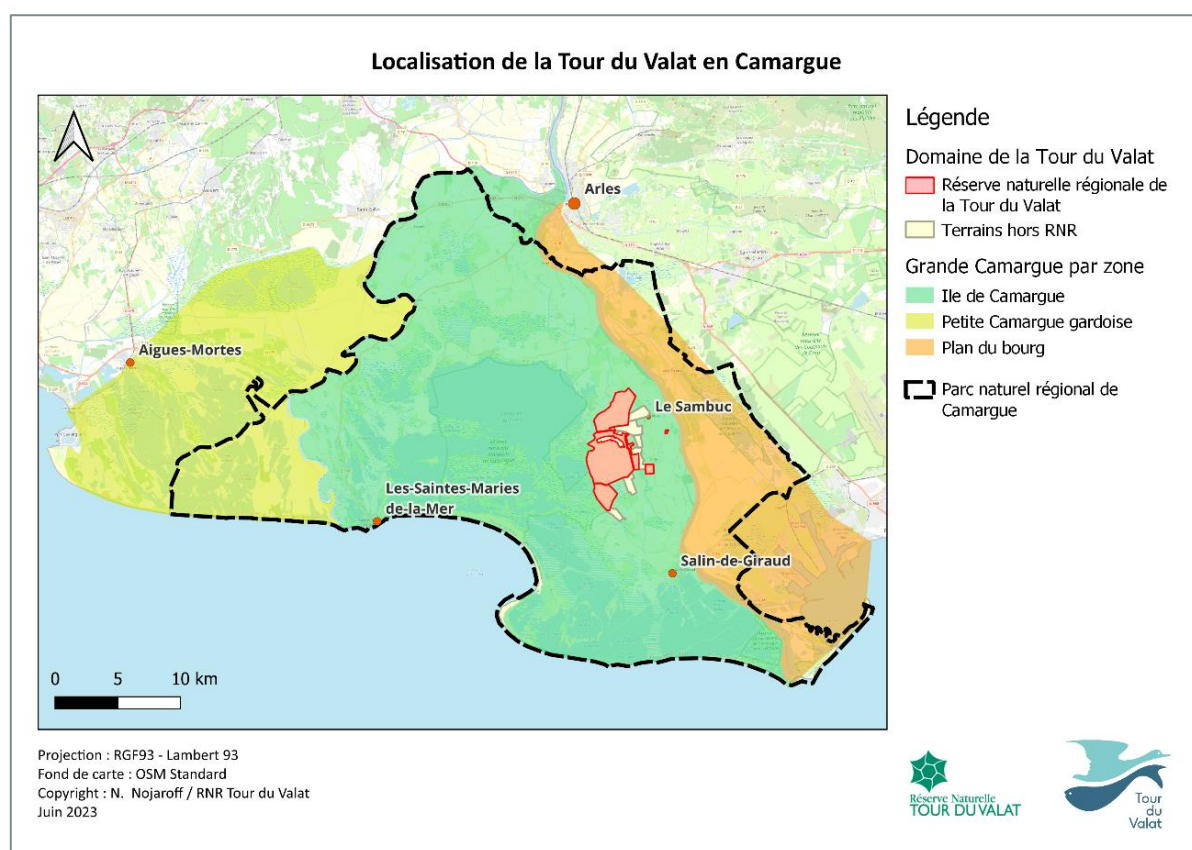 Localisation de la Tour du Valat en Camargue
Arles
Aigues-Mortes
Le Sambuc
Les-Saintes-Maries
de-la-Mer
Salin-de-Giraud
0 5 10 km
Légende
Domaine de la Tour du Valat
Réserve naturelle régionale de
la Tour du Valat
Terrains hors RNR
Grande Camargue par zone
Ile de Camargue
Petite Camargue gardoise
Plan du bourg
Parc naturel régional de
Camargue
Projection : RGF93 - Lambert 93
Fond de carte : OSM Standard
Copyright : N. Nojaroff / RNR Tour du Valat
Juin 2023
Réserve Naturelle
TOUR DU VALAT
Tour
du
Valat